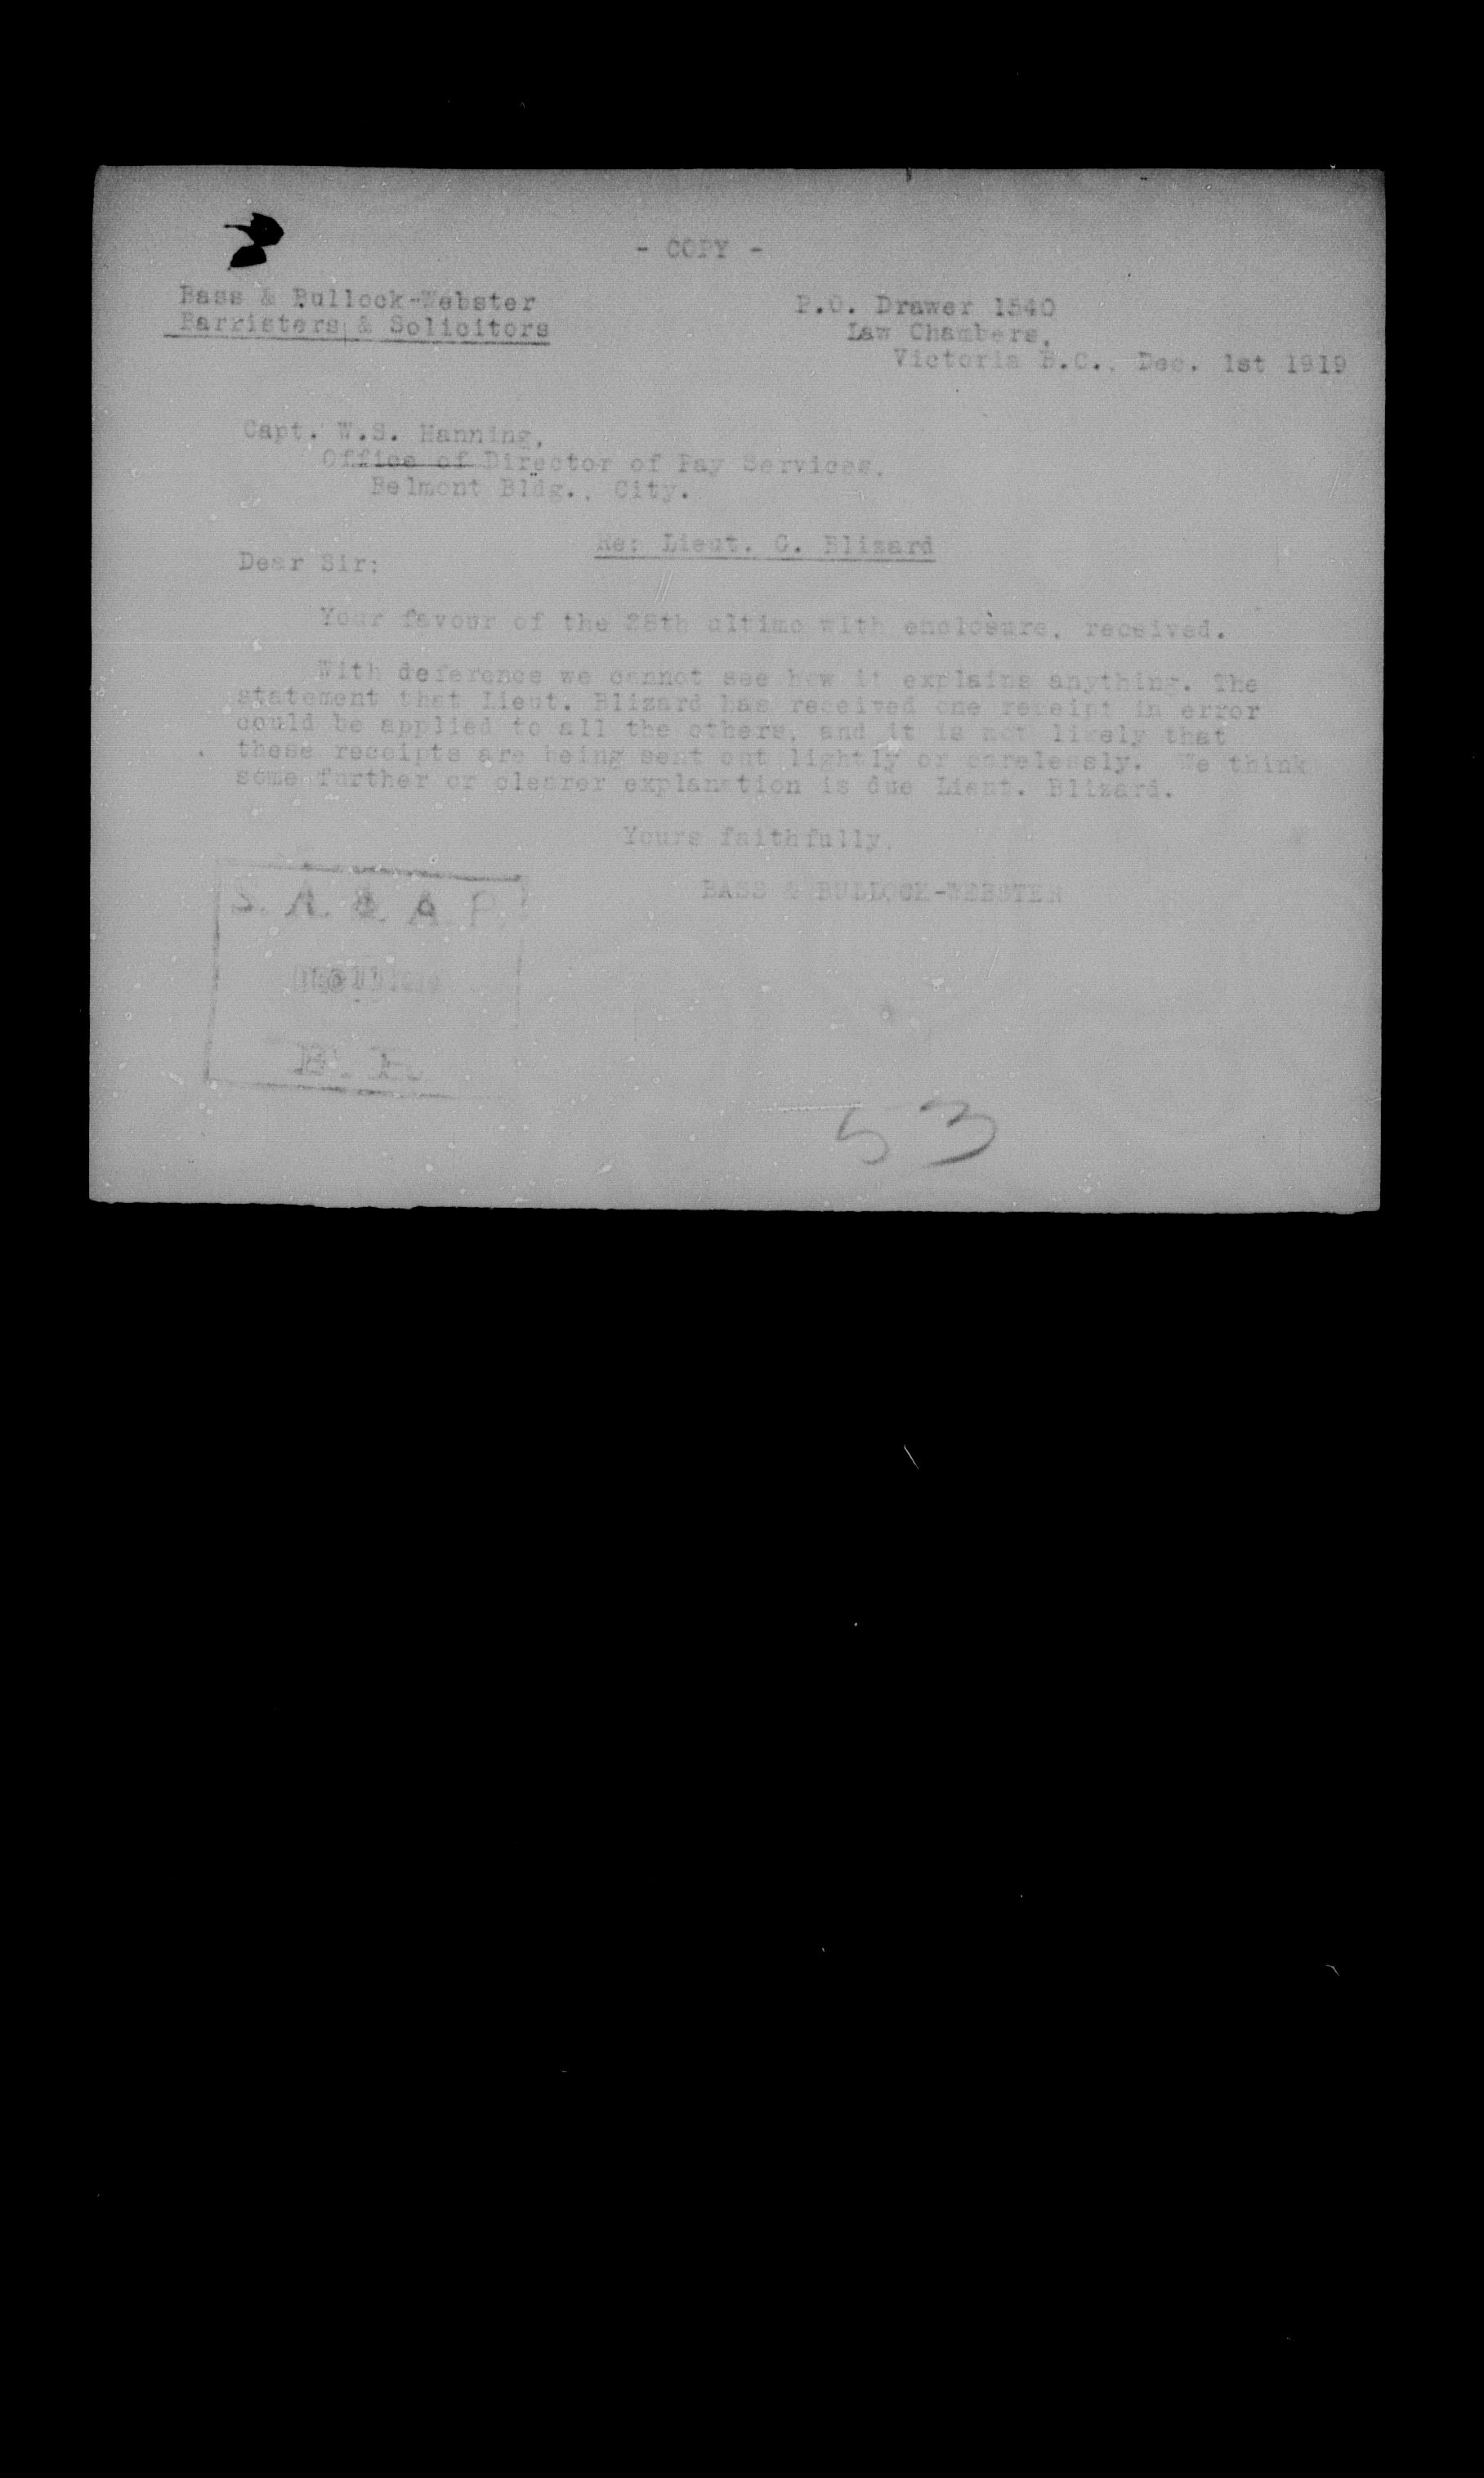 - COPY -
Bass & Bullock-Webster
Barristers & Solicitors
P.O. Drawer 1540
Law Chambers,
Victoria B.C., Dec. 1st 1919
Capt. W.S. Hanning,
Office of Director of Pay Services,
Belmont Bldg., City.
Re: Lieut. G. Blizard
Dear Sir:
Your favour of the 28th ultimo with enclosure, received.
With deference we cannot see how it explains anything. The
statement that Lieut. Blizard has received one receipt in error
could be applied to all the others, and it is not likely that
these receipts are being sent out lightly or carelessly. We think
some further or clearer explanation is due Lieut. Blizard.
Yours faithfully,
BASS & BULLOCK-WEBSTER
S. A. & A. P.
53